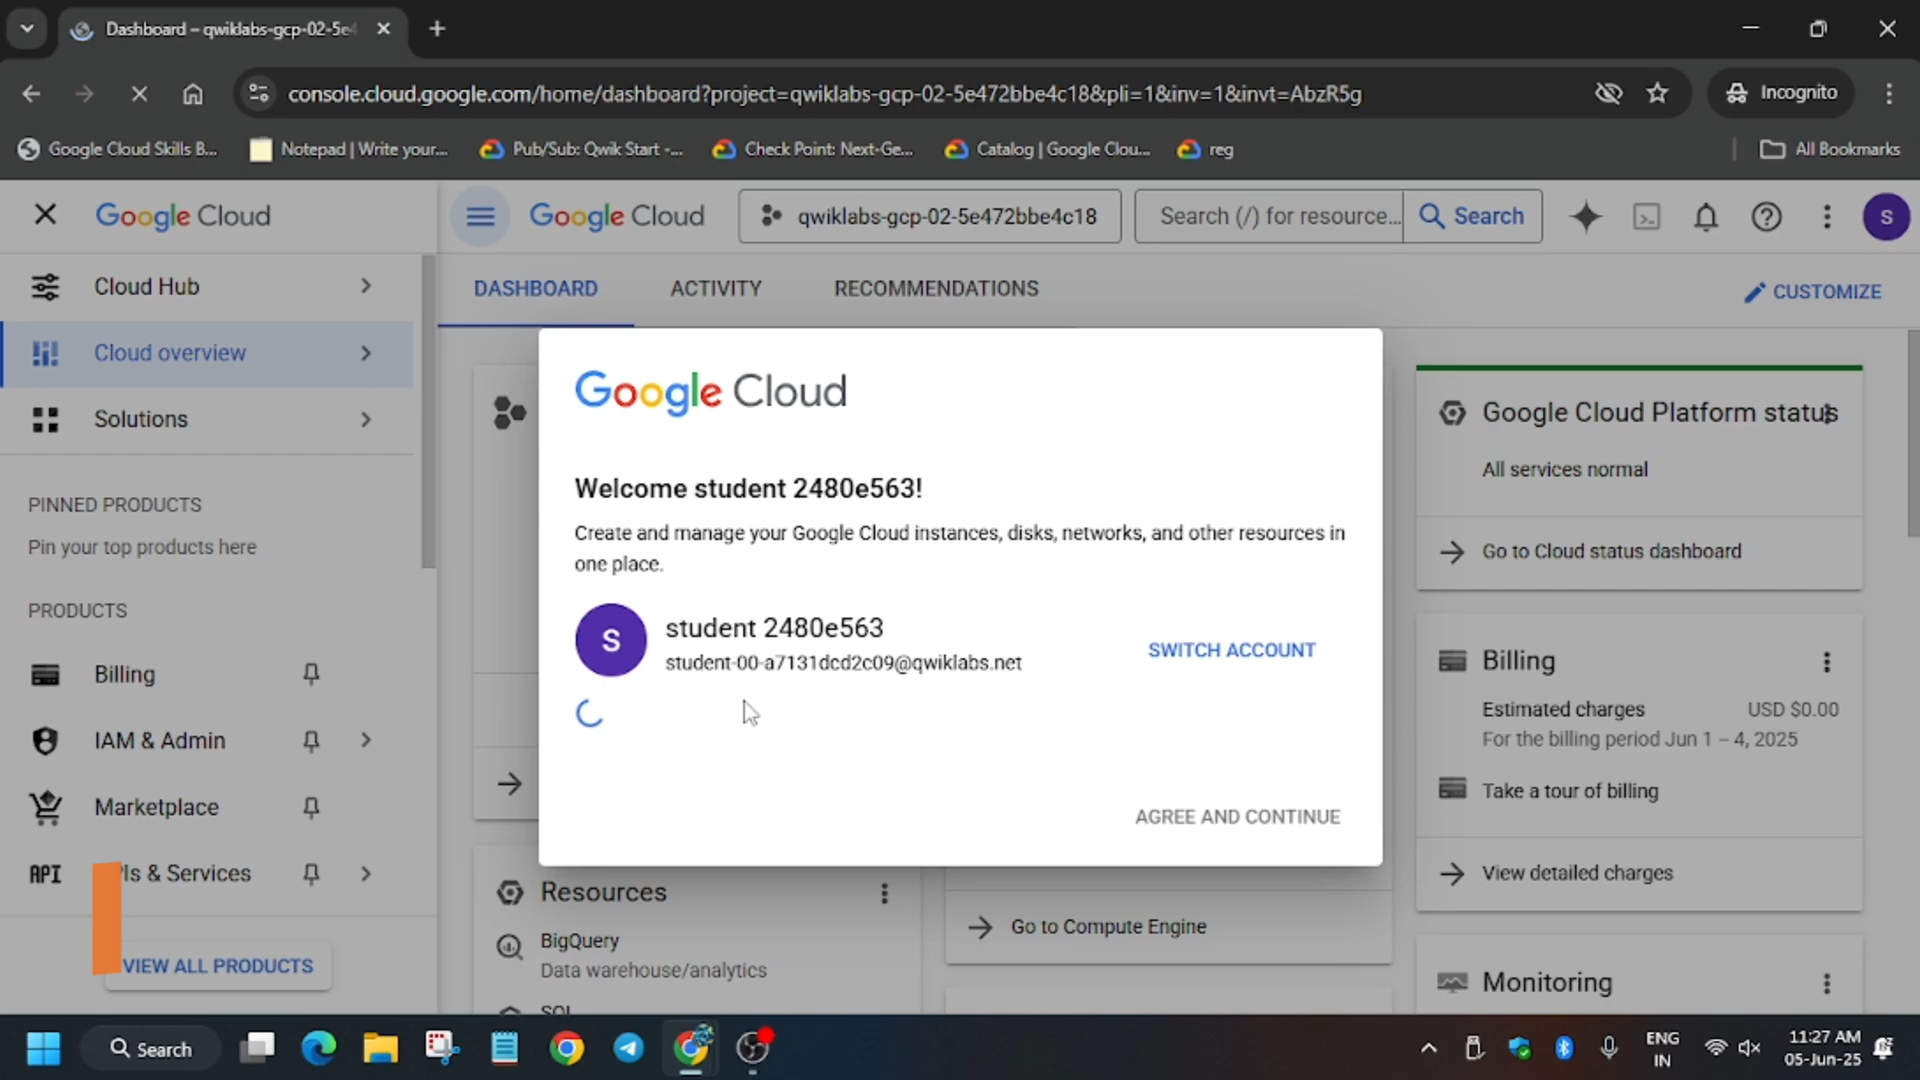 Dashboard – qwiklabs-gcp-02-5e4
console.cloud.google.com/home/dashboard?project=qwiklabs-gcp-02-5e472bbe4c18&pli=1&inv=1&invt=AbzR5g
Incognito
Google Cloud Skills B...
Notepad | Write your...
Pub/Sub: Qwik Start -...
Check Point: Next-Ge...
Catalog | Google Clou...
reg
All Bookmarks
Google Cloud
Google Cloud
qwiklabs-gcp-02-5e472bbe4c18
Search (/) for resource...
Search
S
Cloud Hub
Cloud overview
Solutions
PINNED PRODUCTS
Pin your top products here
PRODUCTS
Billing
IAM & Admin
Marketplace
API
PIs & Services
VIEW ALL PRODUCTS
DASHBOARD
ACTIVITY
RECOMMENDATIONS
CUSTOMIZE
Google Cloud
Welcome student 2480e563!
Create and manage your Google Cloud instances, disks, networks, and other resources in
one place.
S
student 2480e563
student-00-a7131dcd2c09@qwiklabs.net
SWITCH ACCOUNT
AGREE AND CONTINUE
Resources
BigQuery
Data warehouse/analytics
SQL
Go to Compute Engine
Google Cloud Platform status
All services normal
Go to Cloud status dashboard
Billing
Estimated charges
USD $0.00
For the billing period Jun 1 – 4, 2025
Take a tour of billing
View detailed charges
Monitoring
Search
ENG
IN
11:27 AM
05-Jun-25